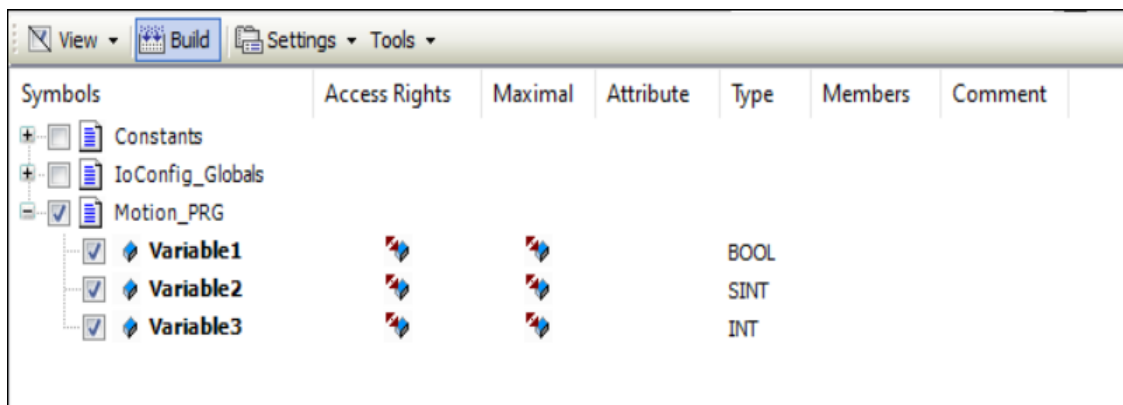 View Build Settings Tools
Symbols Access Rights Maximal Attribute Type Members Comment
Constants
IoConfig_Globals
Motion_PRG
Variable1 BOOL
Variable2 SINT
Variable3 INT